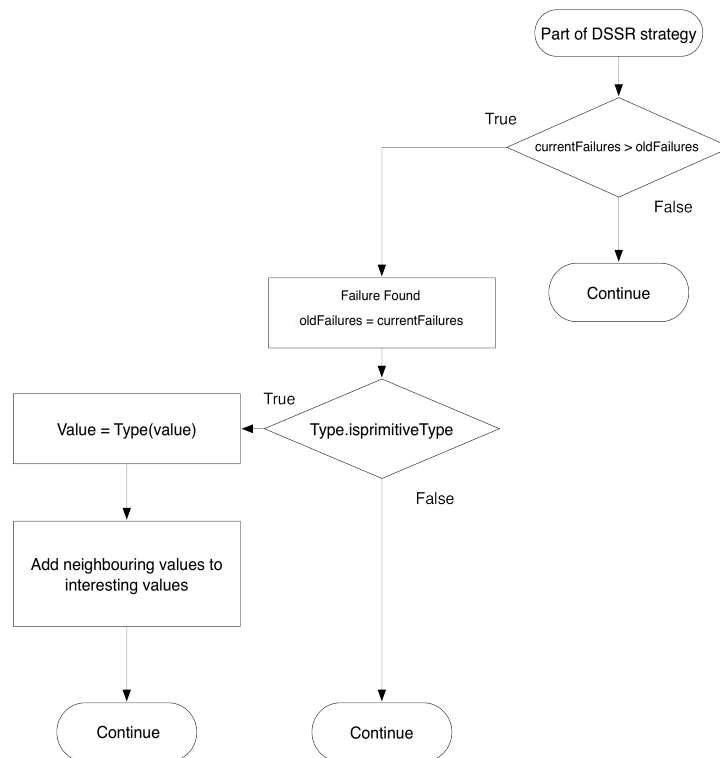 Part of DSSR strategy
True
currentFailures > oldFailures
False
Continue
Failure Found
oldFailures = currentFailures
True
Type.isprimitiveType
Value = Type(value)
False
Add neighbouring values to
interesting values
Continue
Continue